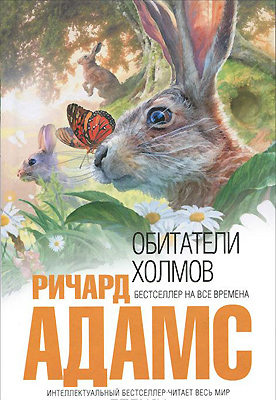 ОБИТАТЕЛИ
ХОЛМОВ
БЕСТСЕЛЛЕР НА ВСЕ ВРЕМЕНА
РИЧАРД
АДАМС
ИНТЕЛЛЕКТУАЛЬНЫЙ БЕСТСЕЛЛЕР ЧИТАЕТ ВЕСЬ МИР